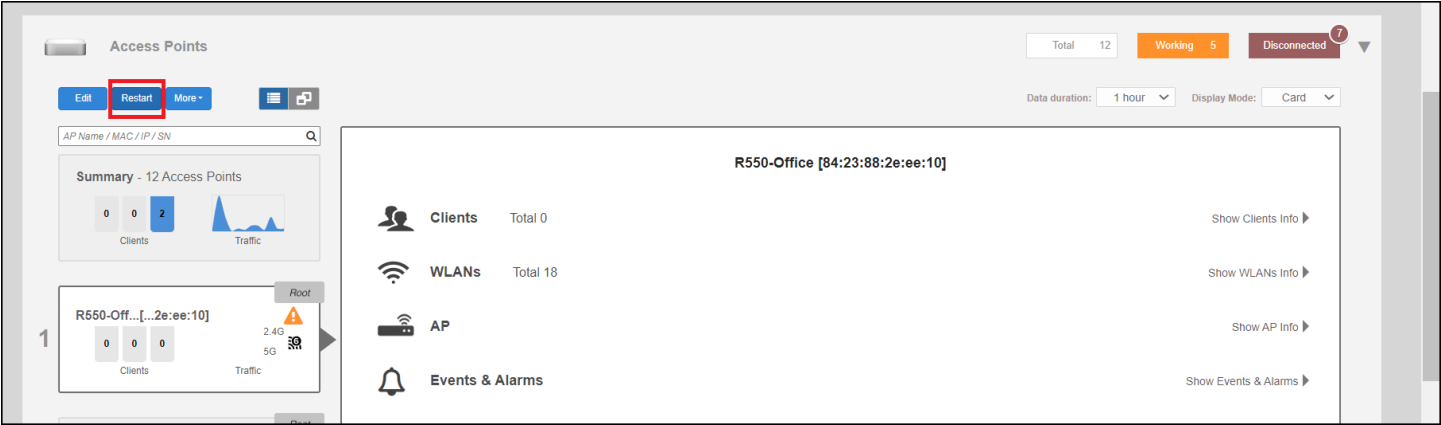 Access Points
Total 12
Working 5
Disconnected 7
Edit Restart More
Data duration: 1 hour Display Mode: Card
AP Name / MAC / IP / SN
Summary - 12 Access Points
0 0 2
Clients Traffic
1
Root
R550-Off...[...2e:ee:10]
2.4G
0 0 0
5G
Clients Traffic
Root
R550-Office [84:23:88:2e:ee:10]
Clients Total 0 Show Clients Info
WLANs Total 18 Show WLANs Info
AP Show AP Info
Events & Alarms Show Events & Alarms